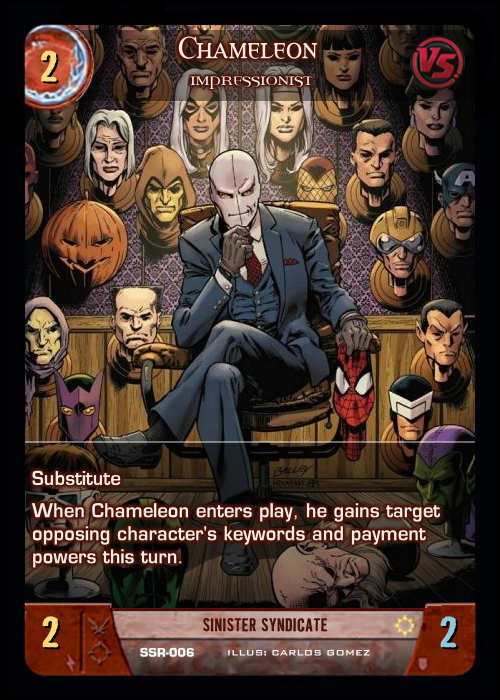 2
CHAMELEON
VS
IMPRESSIONIST
A
Substitute
When Chameleon enters play, he gains target
opposing character's keywords and payment
powers this turn.
2
SINISTER SYNDICATE
2
SSR-006
ILLUS: CARLOS GOMEZ